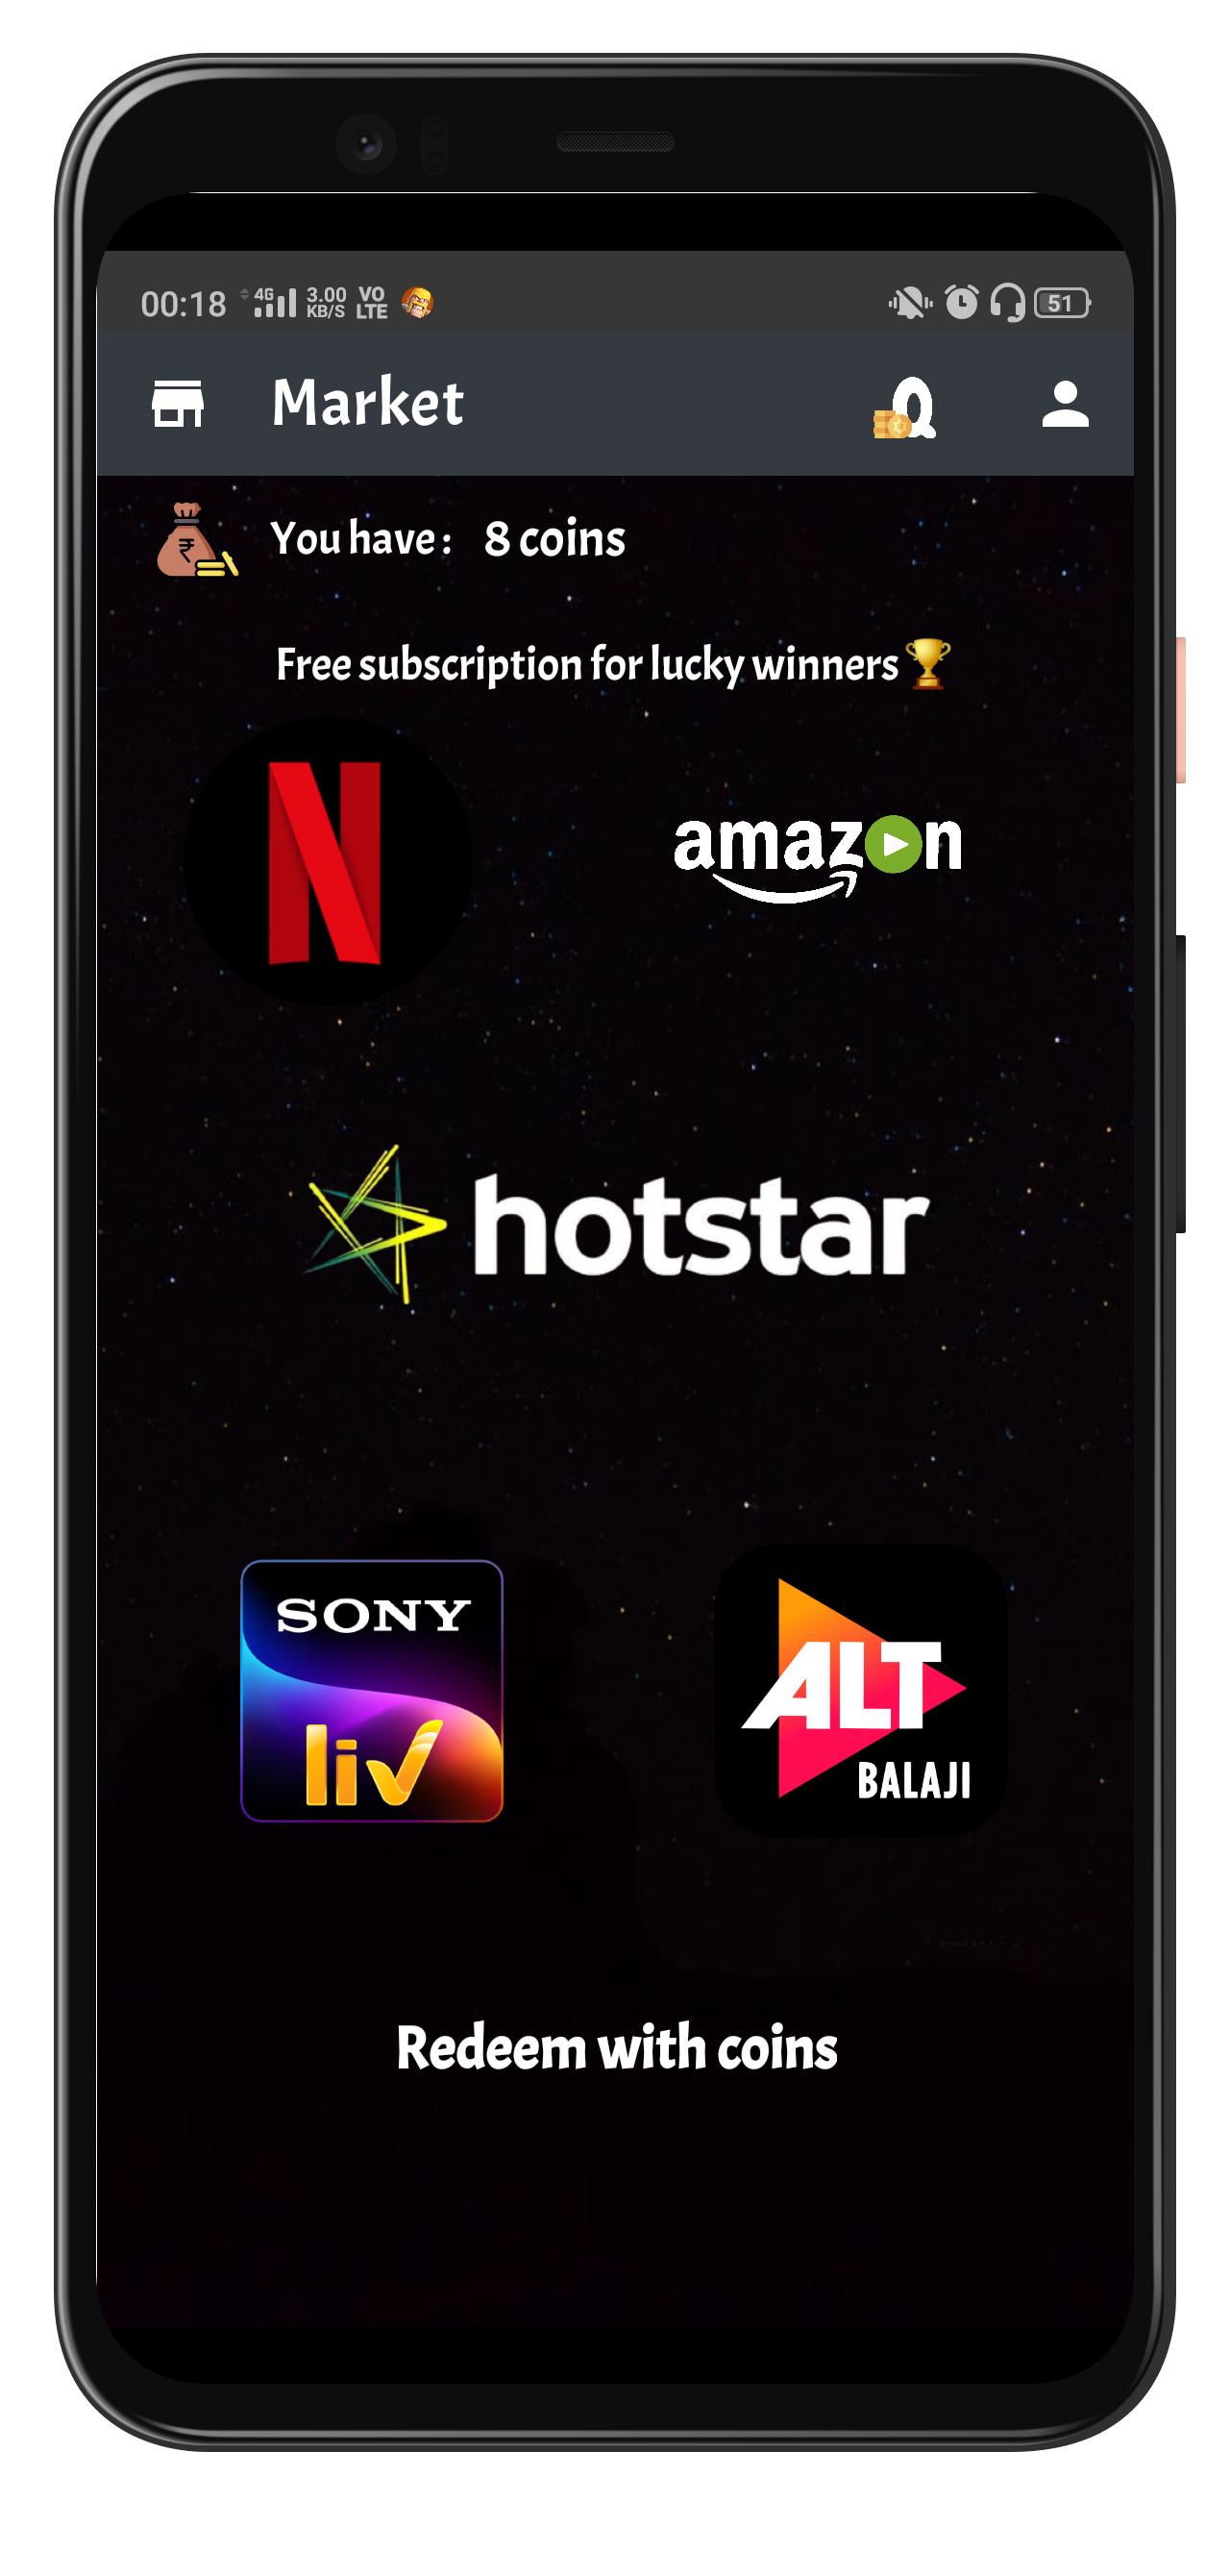 00:18 4G 3.00 KB/S VO LTE 51
Market
You have : 8 coins
Free subscription for lucky winners🏆
N amazon
hotstar
SONY liv
ALT BALAJI
Redeem with coins